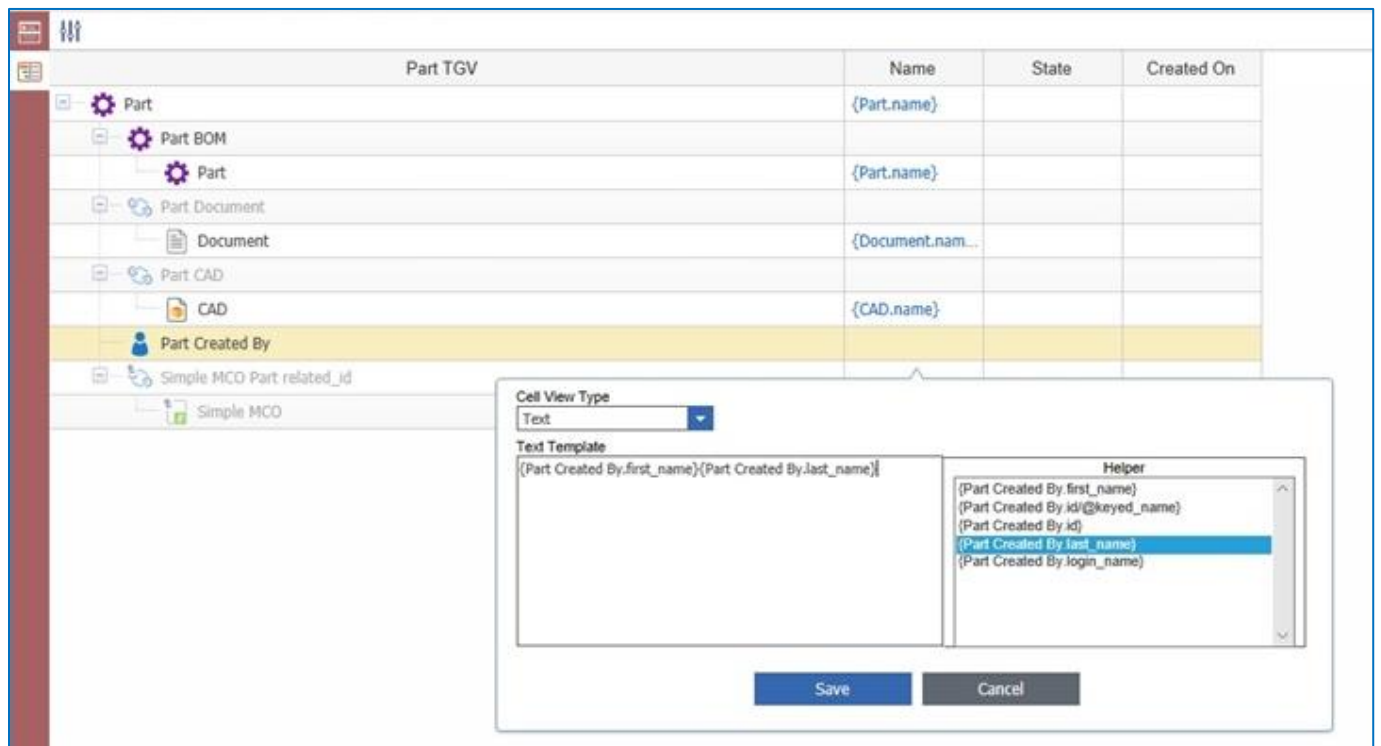 Part TGV Name State Created On
Part {Part.name}
Part BOM
Part {Part.name}
Part Document
Document {Document.nam...
Part CAD
CAD {CAD.name}
Part Created By
Simple MCO Part related_id
Simple MCO
Cell View Type
Text
Text Template
{Part Created By.first_name}{Part Created By.last_name}
Helper
{Part Created By.first_name}
{Part Created By.id/@keyed_name}
{Part Created By.id}
{Part Created By.last_name}
{Part Created By.login_name}
Save Cancel